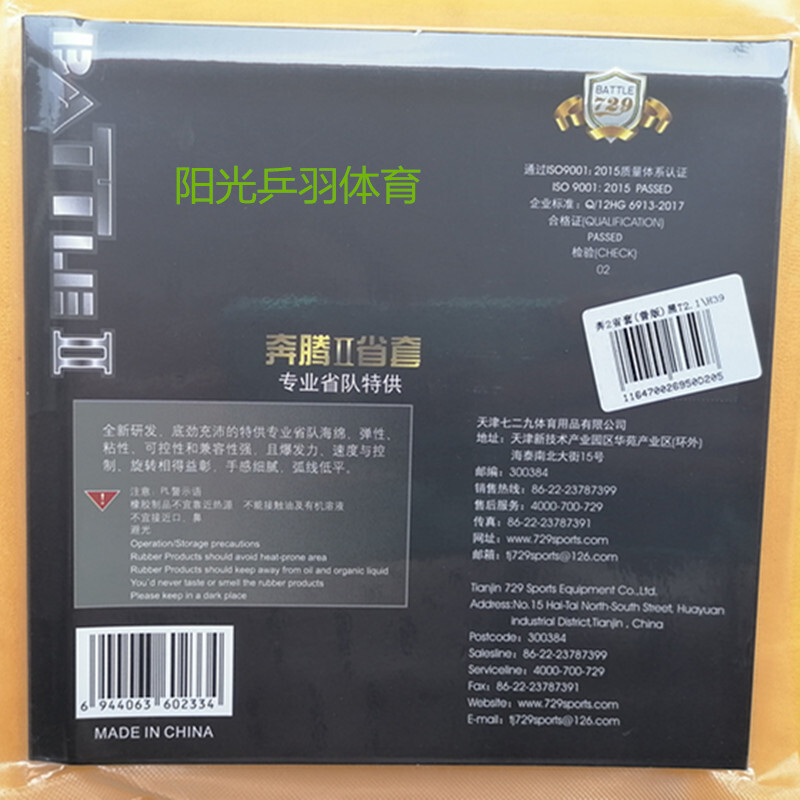 BATTLE II
BATTLE
729
阳光乒羽体育
通过ISO9001: 2015质量体系认证
ISO 9001: 2015 PASSED
企业标准: Q/12HG 6913-2017
合格证(QUALIFICATION)
PASSED
检验(CHECK)
02
奔腾II省套
专业省队特供
奔2省套(普版)黑T2.1\H39
11647002695OD205
全新研发、底劲充沛的特供专业省队海绵, 弹性、
粘性、可控性和兼容性强, 且爆发力、速度与控
制、旋转相得益彰, 手感细腻, 弧线低平。
注意: PL警示语
橡胶制品不宜靠近热源 不能接触油及有机溶液
不宜接近口、鼻
避光
Operation/Storage precautions
Rubber Products should avoid heat-prone area
Rubber Products should keep away from oil and organic liquid
You'd never taste or smell the rubber products
Please keep in a dark place
天津七二九体育用品有限公司
地址: 天津新技术产业园区华苑产业区(环外)
海泰南北大街15号
邮编: 300384
销售热线: 86-22-23787399
售后服务: 4000-700-729
传真: 86-22-23787391
网址: www.729sports.com
邮箱: tj729sports@126.com
Tianjin 729 Sports Equipment Co.,Ltd.
Address:No.15 Hai-Tai North-South Street, Huayuan
industrial District,Tianjin , China
Postcode: 300384
Salesline: 86-22-23787399
Serviceline: 4000-700-729
Fax: 86-22-23787391
Website: www.729sports.com
E-mail: tj729sports@126.com
6 944063 602334
MADE IN CHINA